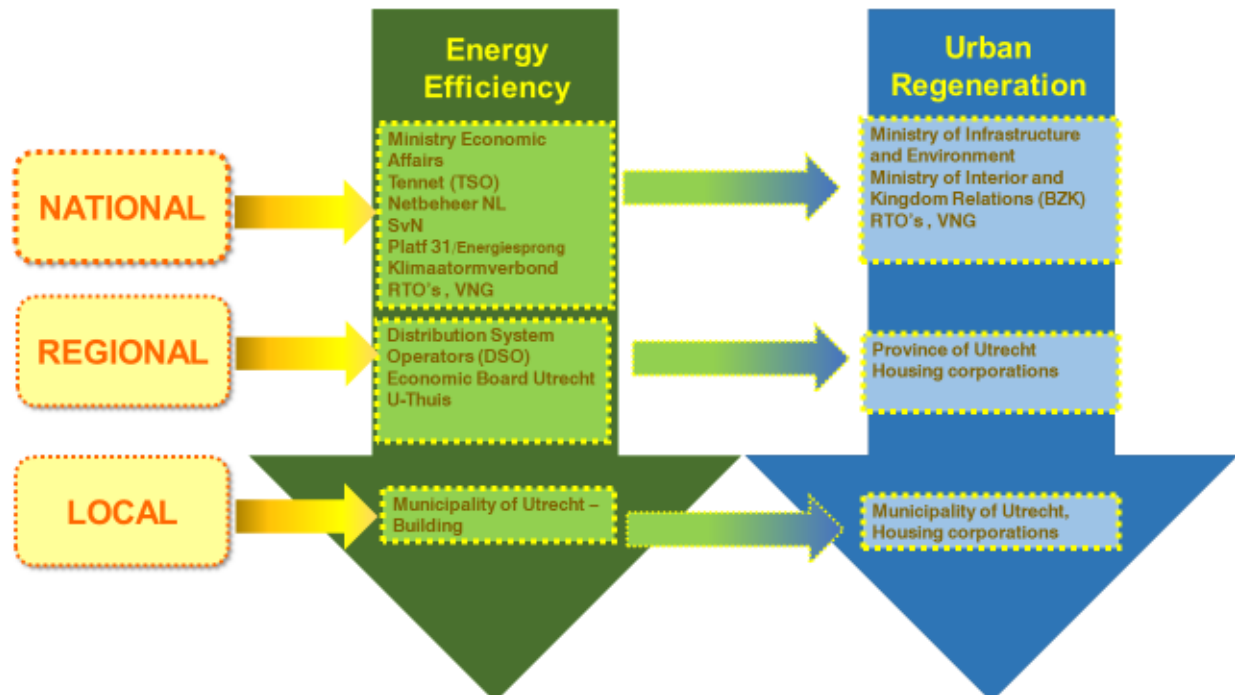 Energy
Efficiency
Urban
Regeneration
NATIONAL
Ministry Economic
Affairs
Tennet (TSO)
Netbeheer NL
SvN
Platf 31/Energiesprong
Klimaatormverbond
RTO's , VNG
Ministry of Infrastructure
and Environment
Ministry of Interior and
Kingdom Relations (BZK)
RTO's , VNG
REGIONAL
Distribution System
Operators (DSO)
Economic Board Utrecht
U-Thuis
Province of Utrecht
Housing corporations
LOCAL
Municipality of Utrecht –
Building
Municipality of Utrecht,
Housing corporations